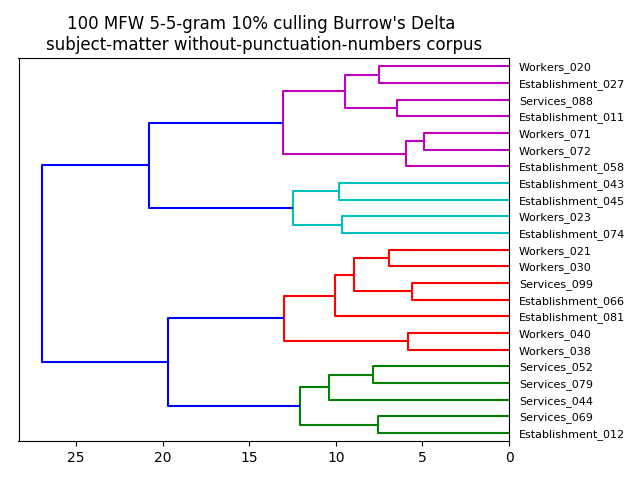 100 MFW 5-5-gram 10% culling Burrow's Delta
subject-matter without-punctuation-numbers corpus
Workers_020
Establishment_027
Services_088
Establishment_011
Workers_071
Workers_072
Establishment_058
Establishment_043
Establishment_045
Workers_023
Establishment_074
Workers_021
Workers_030
Services_099
Establishment_066
Establishment_081
Workers_040
Workers_038
Services_052
Services_079
Services_044
Services_069
Establishment_012
25 20 15 10 5 0